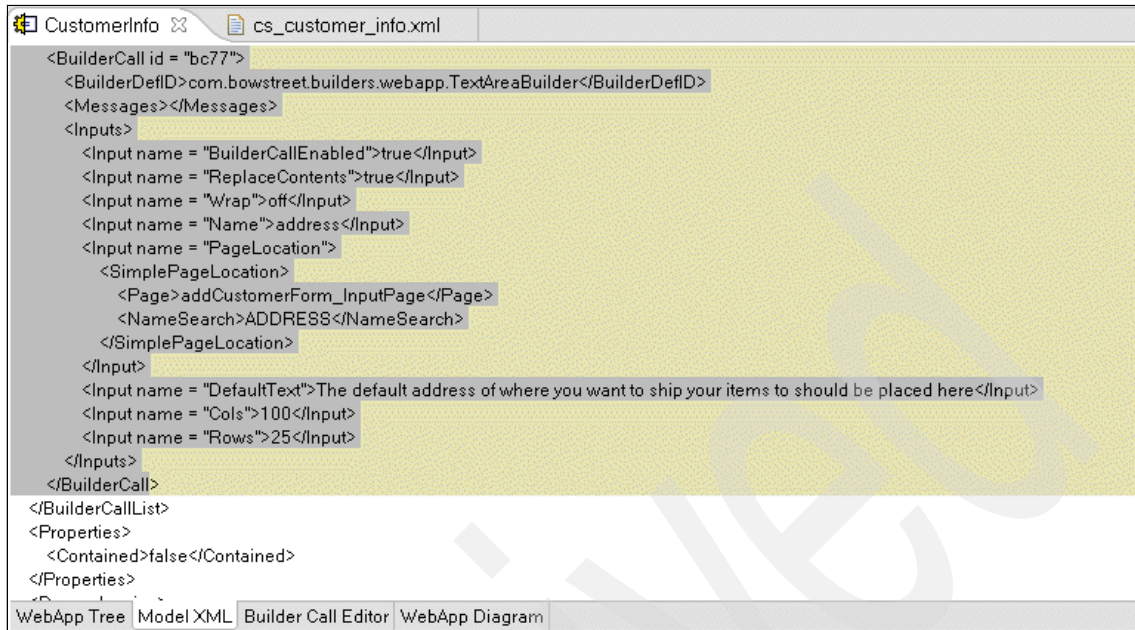 CustomerInfo cs_customer_info.xml
<BuilderCall id = "bc77">
<BuilderDefID>com.bowstreet.builders.webapp.TextAreaBuilder</BuilderDefID>
<Messages></Messages>
<Inputs>
<Input name = "BuilderCallEnabled">true</Input>
<Input name = "ReplaceContents">true</Input>
<Input name = "Wrap">off</Input>
<Input name = "Name">address</Input>
<Input name = "PageLocation">
<SimplePageLocation>
<Page>addCustomerForm_InputPage</Page>
<NameSearch>ADDRESS</NameSearch>
</SimplePageLocation>
</Input>
<Input name = "DefaultText">The default address of where you want to ship your items to should be placed here</Input>
<Input name = "Cols">100</Input>
<Input name = "Rows">25</Input>
</Inputs>
</BuilderCall>
</BuilderCallList>
<Properties>
<Contained>false</Contained>
</Properties>
WebApp Tree Model XML Builder Call Editor WebApp Diagram